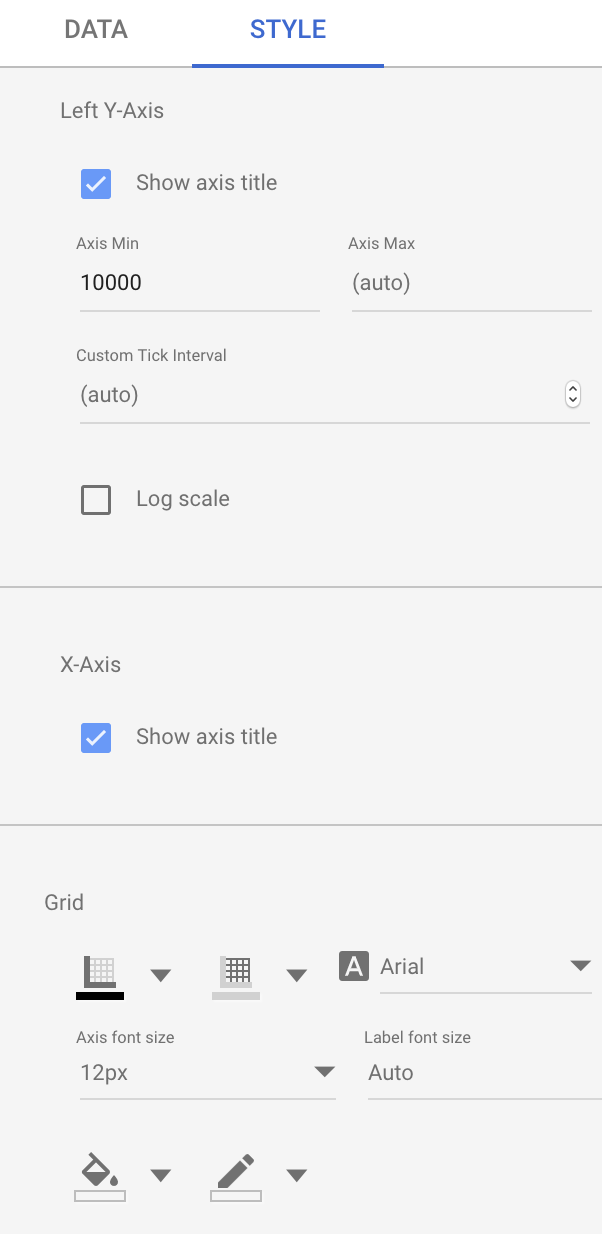 DATA STYLE
Left Y-Axis
Show axis title
Axis Min Axis Max
10000 (auto)
Custom Tick Interval
(auto)
Log scale
X-Axis
Show axis title
Grid
A Arial
Axis font size Label font size
12px Auto